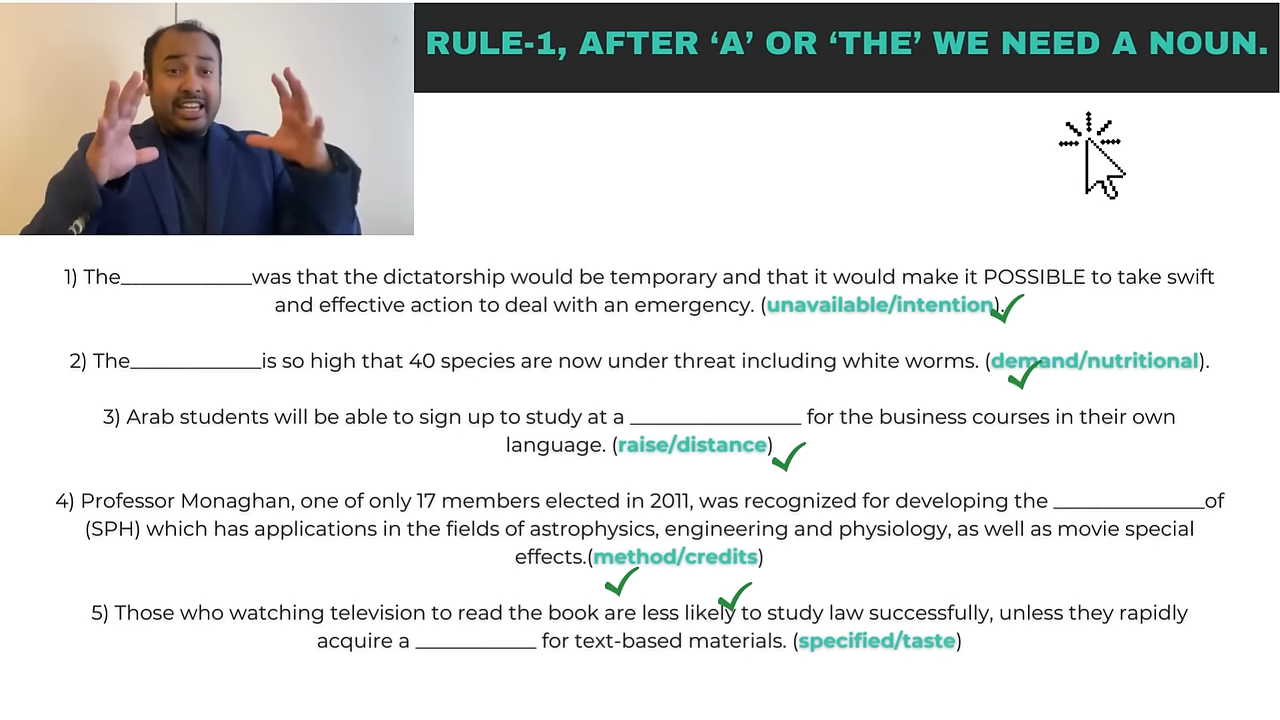 RULE-1, AFTER ‘A’ OR ‘THE’ WE NEED A NOUN.
1) The____________was that the dictatorship would be temporary and that it would make it POSSIBLE to take swift
and effective action to deal with an emergency. (unavailable/intention).
2) The____________is so high that 40 species are now under threat including white worms. (demand/nutritional).
3) Arab students will be able to sign up to study at a ________________ for the business courses in their own
language. (raise/distance)
4) Professor Monaghan, one of only 17 members elected in 2011, was recognized for developing the ______________of
(SPH) which has applications in the fields of astrophysics, engineering and physiology, as well as movie special
effects.(method/credits)
5) Those who watching television to read the book are less likely to study law successfully, unless they rapidly
acquire a ___________ for text-based materials. (specified/taste)